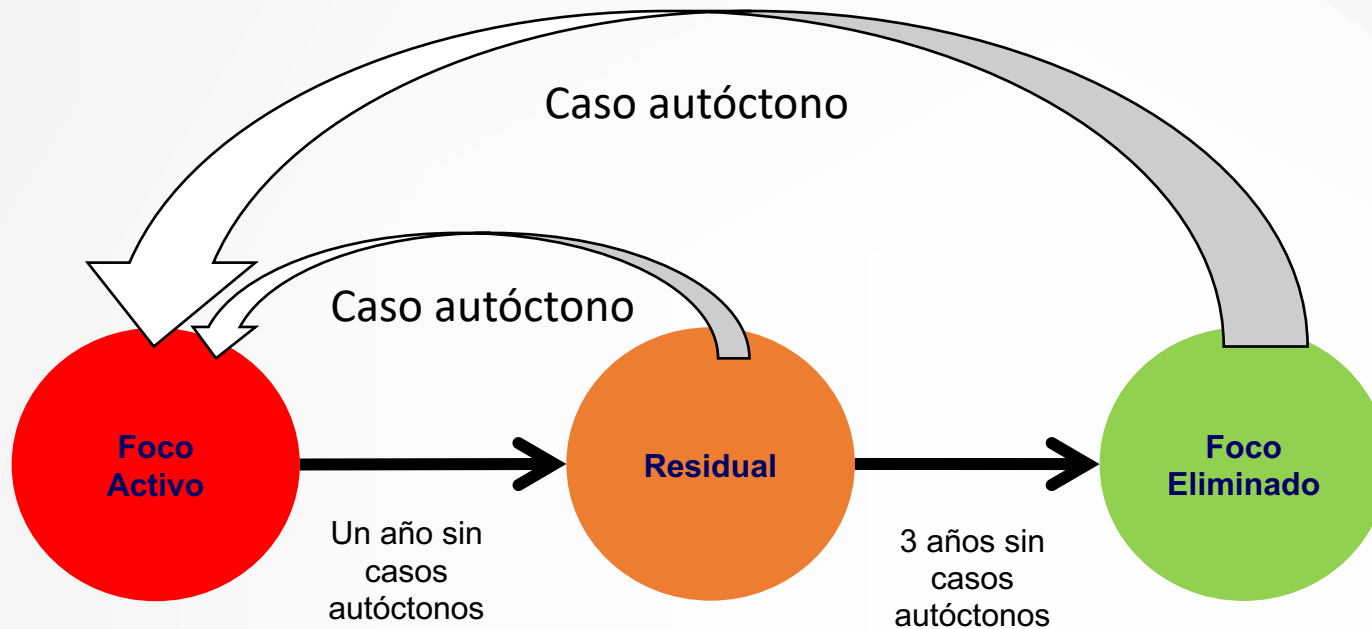 Caso autóctono
Caso autóctono
Foco
Activo
Residual
Foco
Eliminado
Un año sin
casos
autóctonos
3 años sin
casos
autóctonos